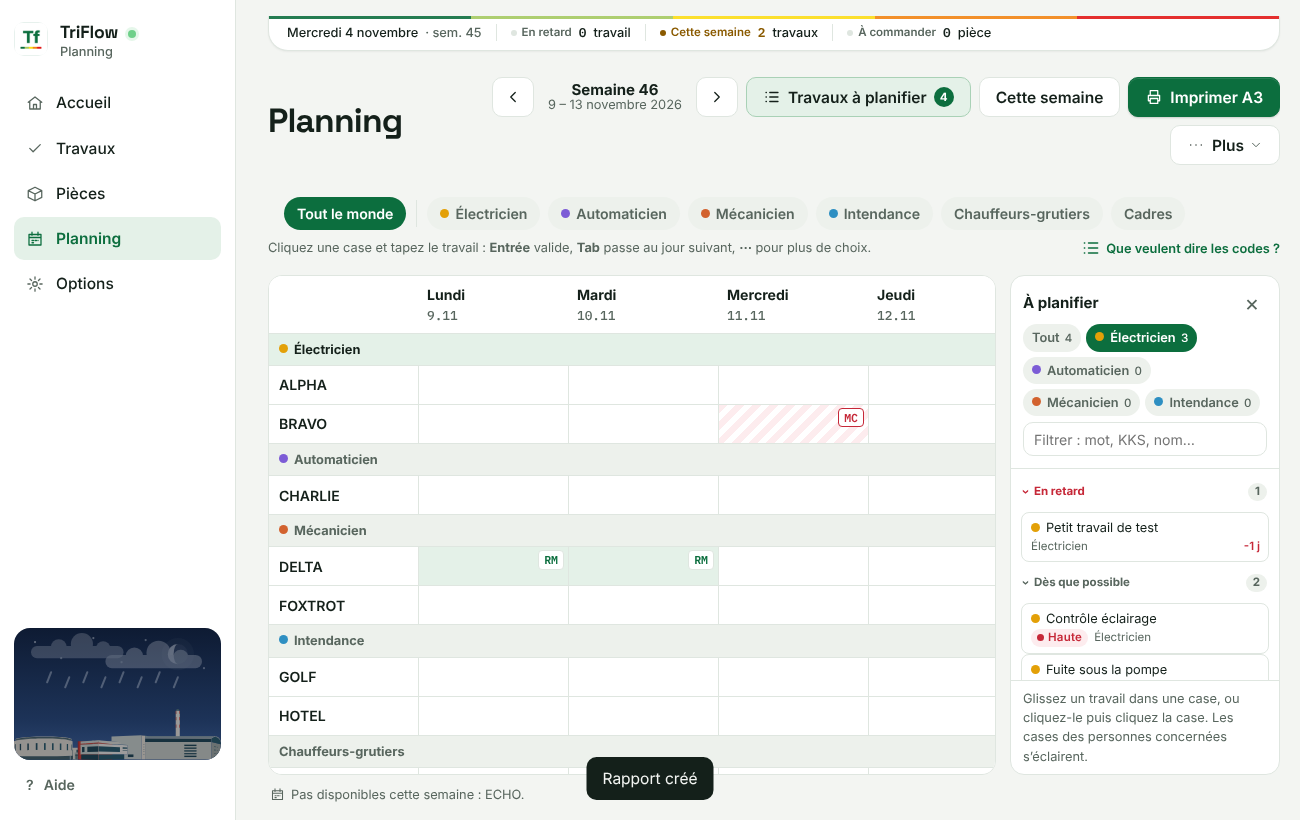 Tf
TriFlow
Planning
Accueil
Travaux
Pièces
Planning
Options
? Aide
Mercredi 4 novembre · sem. 45
En retard 0 travail
Cette semaine 2 travaux
À commander 0 pièce
Planning
Semaine 46
9 – 13 novembre 2026
Travaux à planifier 4
Cette semaine
Imprimer A3
··· Plus
Tout le monde
Électricien
Automaticien
Mécanicien
Intendance
Chauffeurs-grutiers
Cadres
Cliquez une case et tapez le travail : Entrée valide, Tab passe au jour suivant, ··· pour plus de choix.
Que veulent dire les codes ?
Lundi
9.11
Mardi
10.11
Mercredi
11.11
Jeudi
12.11
Électricien
ALPHA
BRAVO
MC
Automaticien
CHARLIE
Mécanicien
DELTA
RM
RM
FOXTROT
Intendance
GOLF
HOTEL
Chauffeurs-grutiers
Pas disponibles cette semaine : ECHO.
À planifier
Tout 4
Électricien 3
Automaticien 0
Mécanicien 0
Intendance 0
Filtrer : mot, KKS, nom...
En retard 1
Petit travail de test
Électricien -1 j
Dès que possible 2
Contrôle éclairage
Haute Électricien
Fuite sous la pompe
Glissez un travail dans une case, ou
cliquez-le puis cliquez la case. Les
cases des personnes concernées
s’éclairent.
Rapport créé